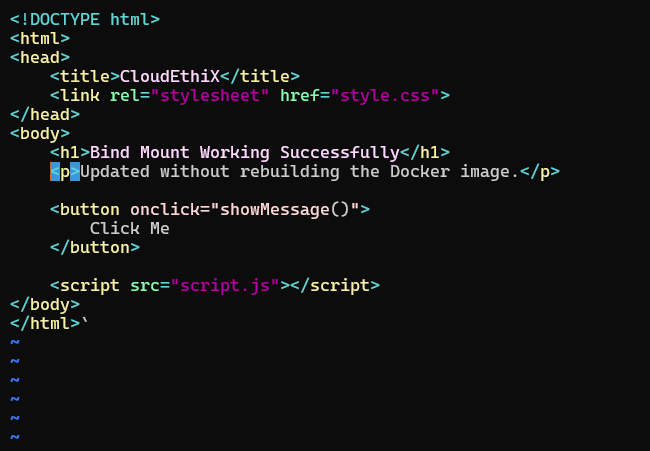 <!DOCTYPE html>
<html>
<head>
    <title>CloudEthiX</title>
    <link rel="stylesheet" href="style.css">
</head>
<body>
    <h1>Bind Mount Working Successfully</h1>
    <p>Updated without rebuilding the Docker image.</p>

    <button onclick="showMessage()">
        Click Me
    </button>

    <script src="script.js"></script>
</body>
</html>`
~
~
~
~
~
~